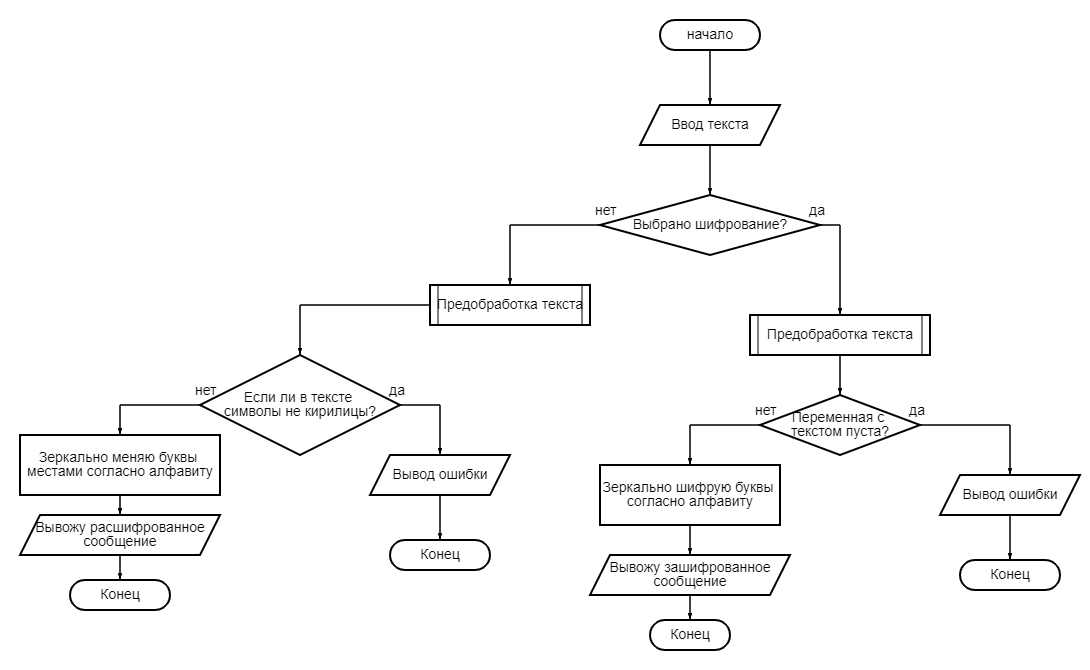 начало
Ввод текста
нет
да
Выбрано шифрование?
Предобработка текста
Предобработка текста
нет
да
Если ли в тексте
символы не кирилицы?
нет
да
Переменная с
текстом пуста?
Зеркально меняю буквы
местами согласно алфавиту
Вывод ошибки
Зеркально шифрую буквы
согласно алфавиту
Вывод ошибки
Вывожу расшифрованное
сообщение
Конец
Вывожу зашифрованное
сообщение
Конец
Конец
Конец